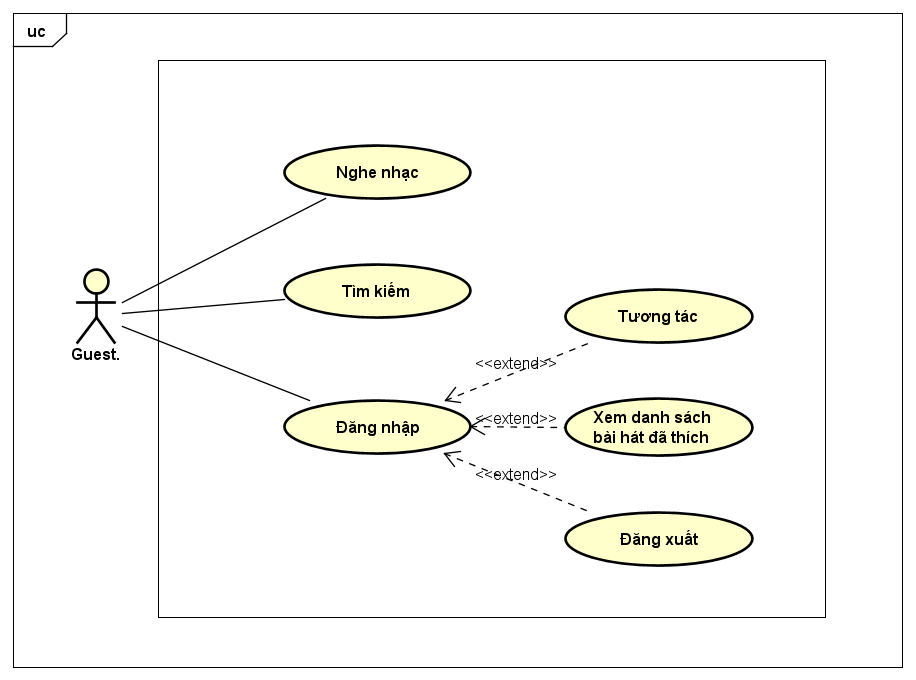 uc
Nghe nhạc
Tìm kiếm
Tương tác
Guest.
<<extend>>
Đăng nhập
<<extend>>
Xem danh sách
bài hát đã thích
<<extend>>
Đăng xuất